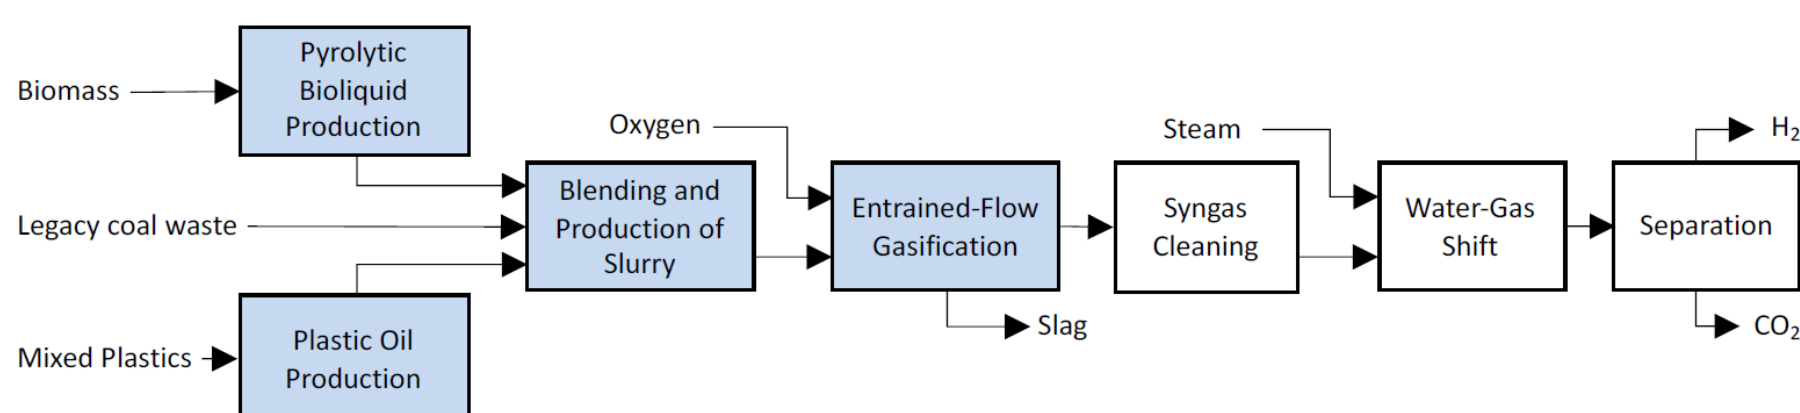 Pyrolytic
Bioliquid
Production
Biomass
Oxygen
Steam
H₂
Blending and
Production of
Slurry
Entrained-Flow
Gasification
Syngas
Cleaning
Water-Gas
Shift
Separation
Legacy coal waste
Slag
CO₂
Mixed Plastics
Plastic Oil
Production